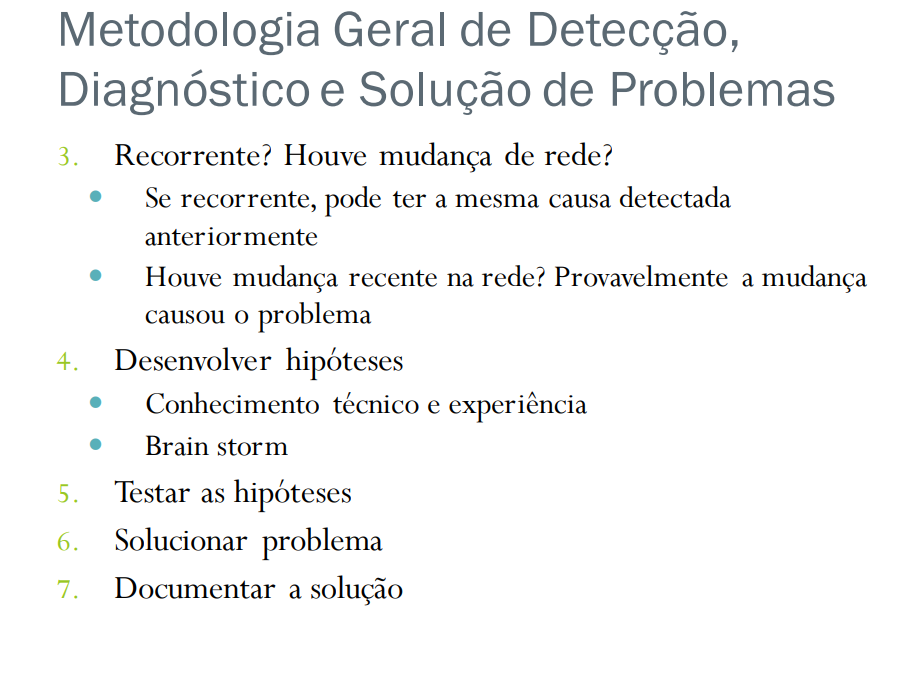 Metodologia Geral de Detecção,
Diagnóstico e Solução de Problemas
3. Recorrente? Houve mudança de rede?
• Se recorrente, pode ter a mesma causa detectada
anteriormente
• Houve mudança recente na rede? Provavelmente a mudança
causou o problema
4. Desenvolver hipóteses
• Conhecimento técnico e experiência
• Brain storm
5. Testar as hipóteses
6. Solucionar problema
7. Documentar a solução